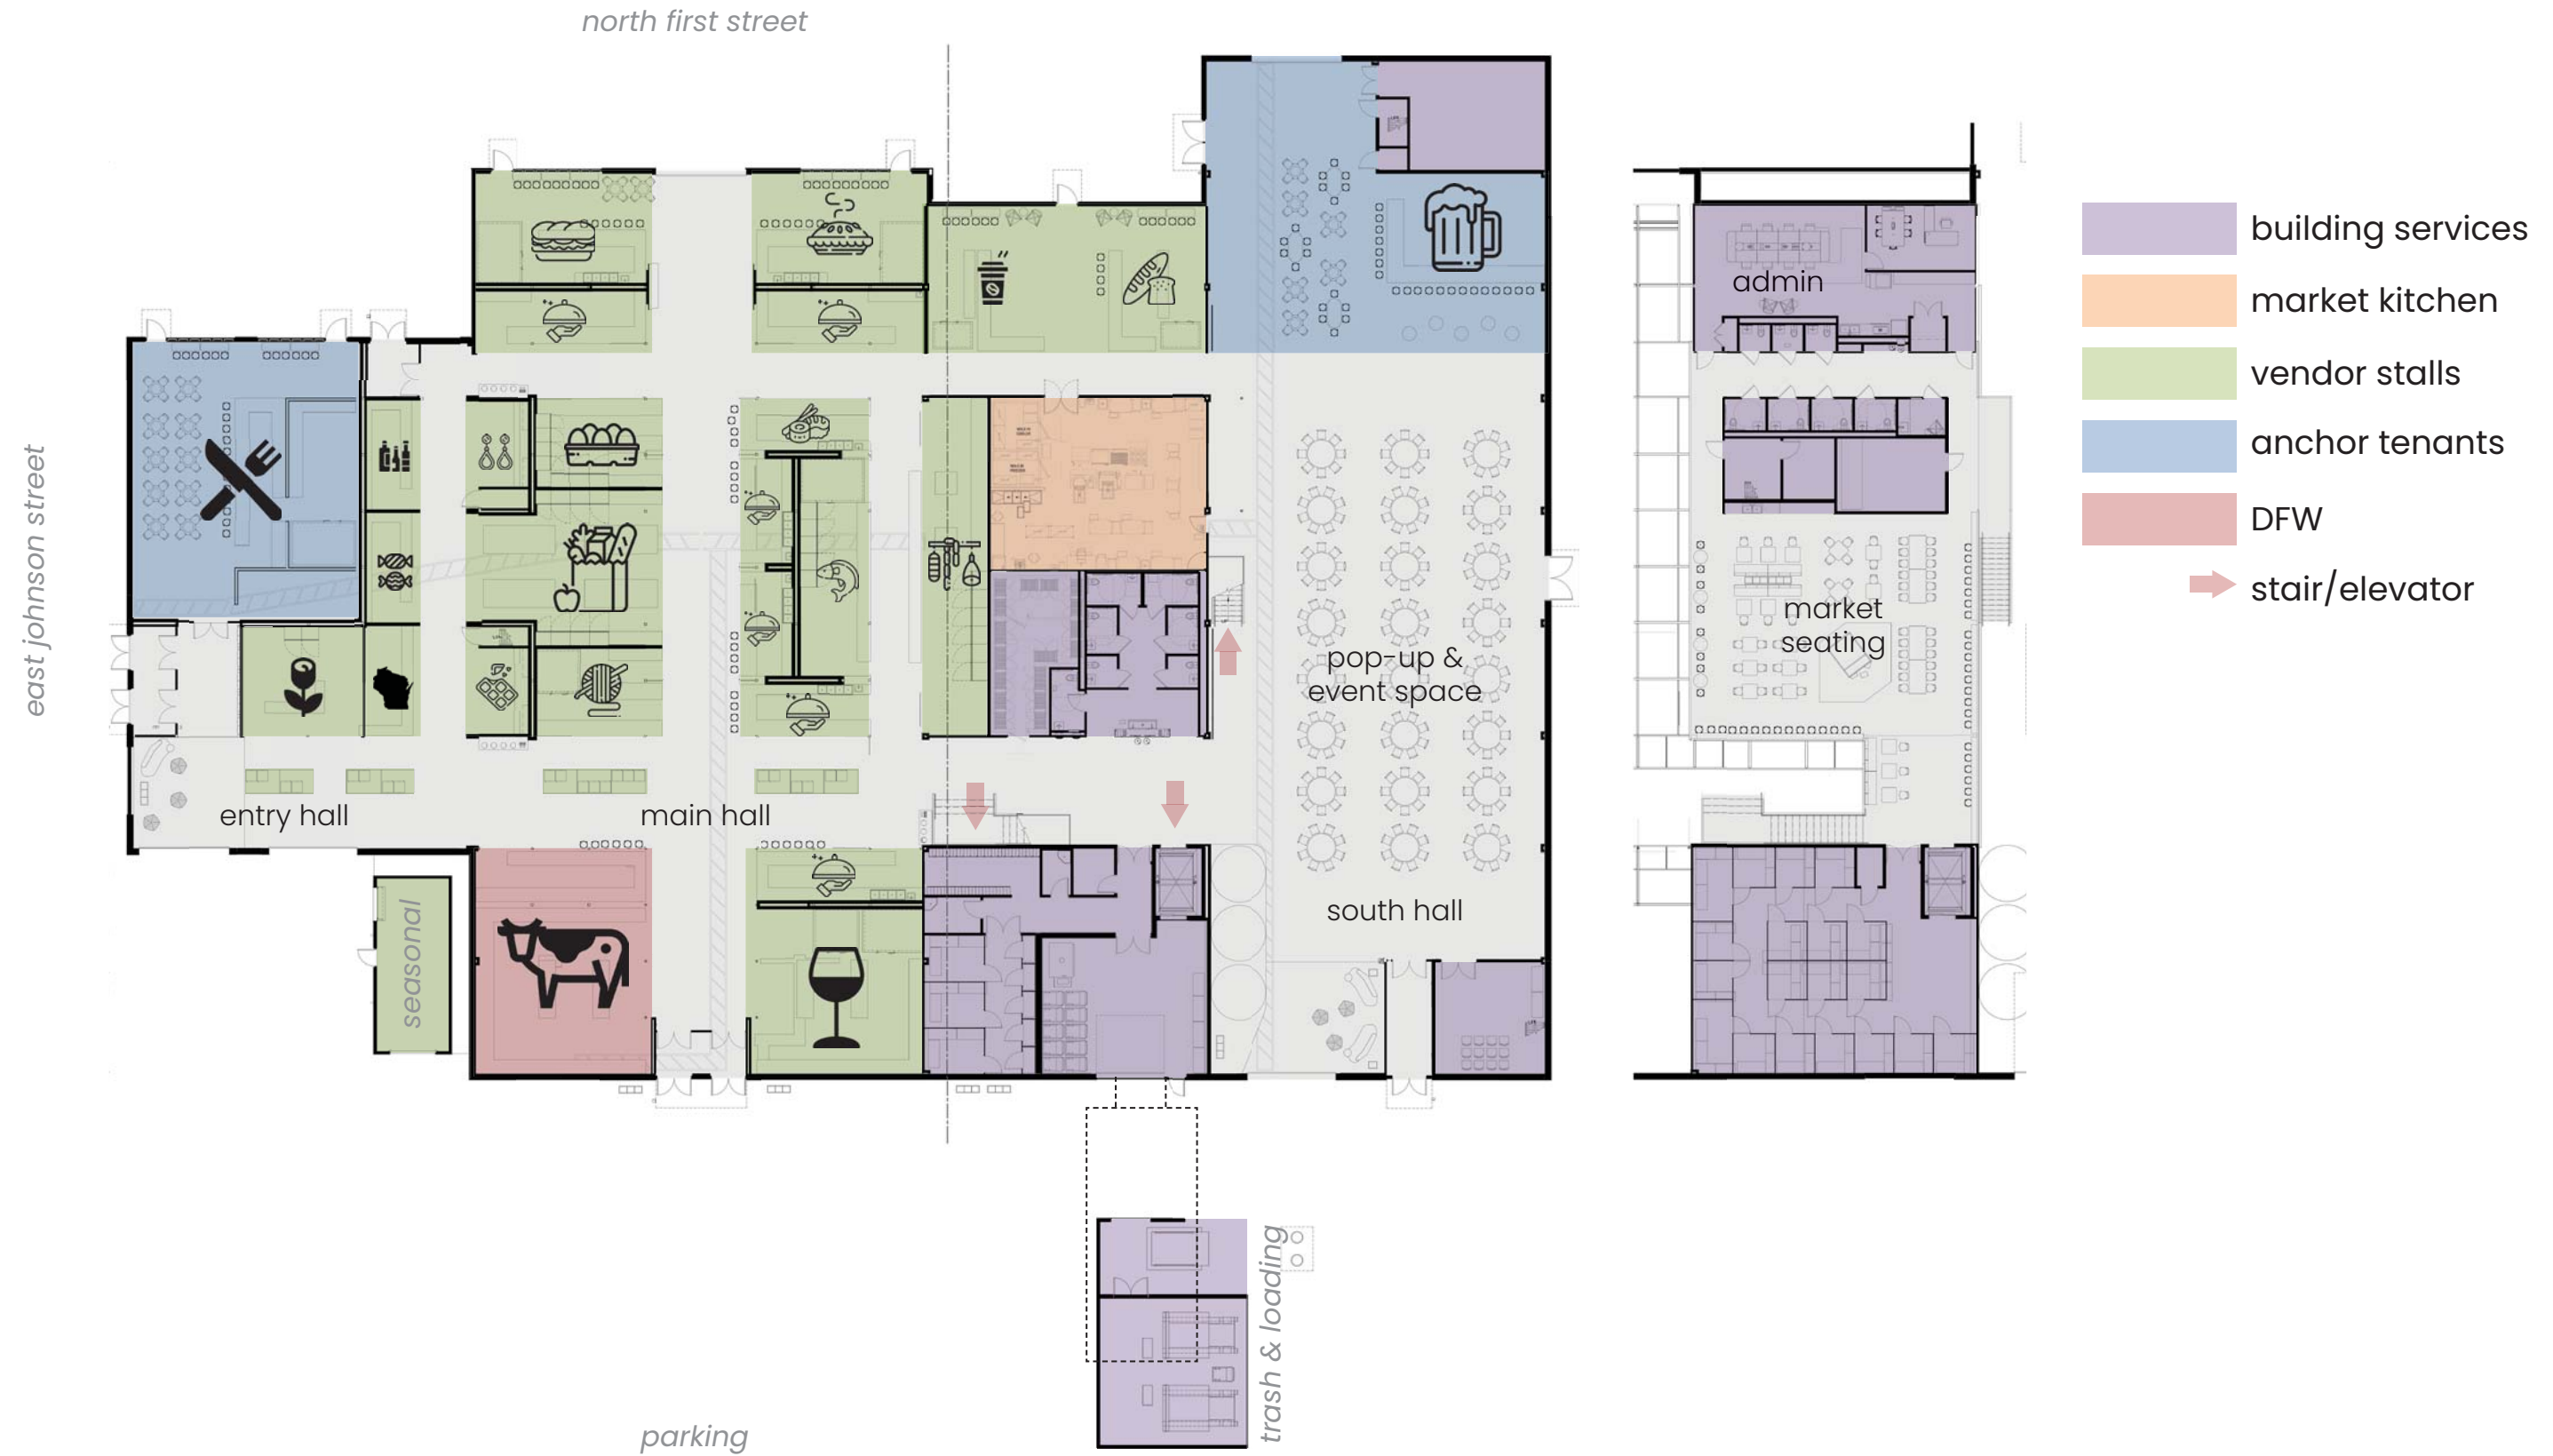 north first street
east johnson street
entry hall
main hall
seasonal
pop-up &
event space
south hall
trash & loading
parking
admin
market
seating
building services
market kitchen
vendor stalls
anchor tenants
DFW
stair/elevator